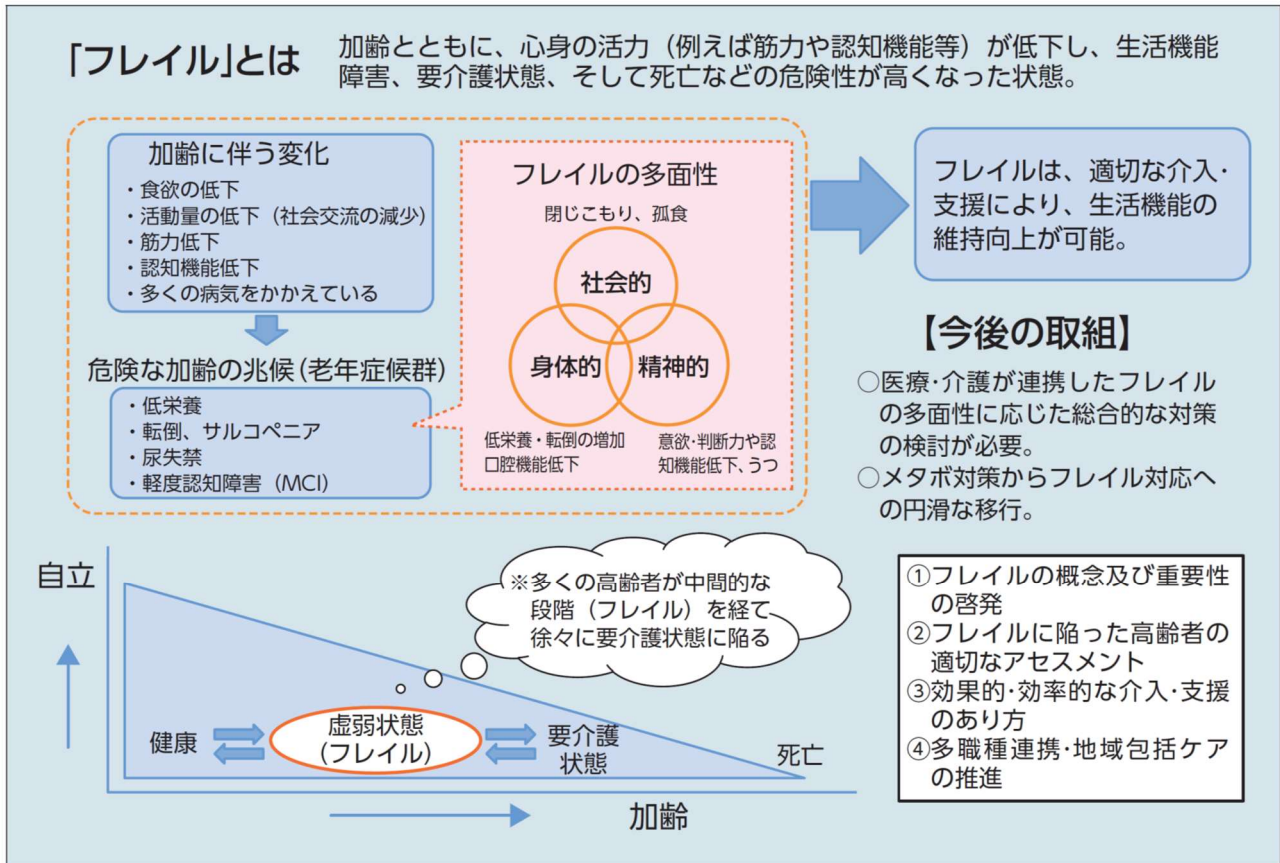 「フレイル」とは
加齢とともに、心身の活力（例えば筋力や認知機能等）が低下し、生活機能
障害、要介護状態、そして死亡などの危険性が高くなった状態。
加齢に伴う変化
・食欲の低下
・活動量の低下（社会交流の減少）
・筋力低下
・認知機能低下
・多くの病気をかかえている
危険な加齢の兆候（老年症候群）
・低栄養
・転倒、サルコペニア
・尿失禁
・軽度認知障害（MCI）
フレイルの多面性
閉じこもり、孤食
社会的
身体的
精神的
低栄養・転倒の増加
口腔機能低下
意欲・判断力や認
知機能低下、うつ
フレイルは、適切な介入・
支援により、生活機能の
維持向上が可能。
【今後の取組】
○医療・介護が連携したフレイル
の多面性に応じた総合的な対策
の検討が必要。
○メタボ対策からフレイル対応へ
の円滑な移行。
①フレイルの概念及び重要性
の啓発
②フレイルに陥った高齢者の
適切なアセスメント
③効果的・効率的な介入・支援
のあり方
④多職種連携・地域包括ケア
の推進
自立
※多くの高齢者が中間的な
段階（フレイル）を経て
徐々に要介護状態に陥る
健康
虚弱状態
（フレイル）
要介護
状態
死亡
加齢